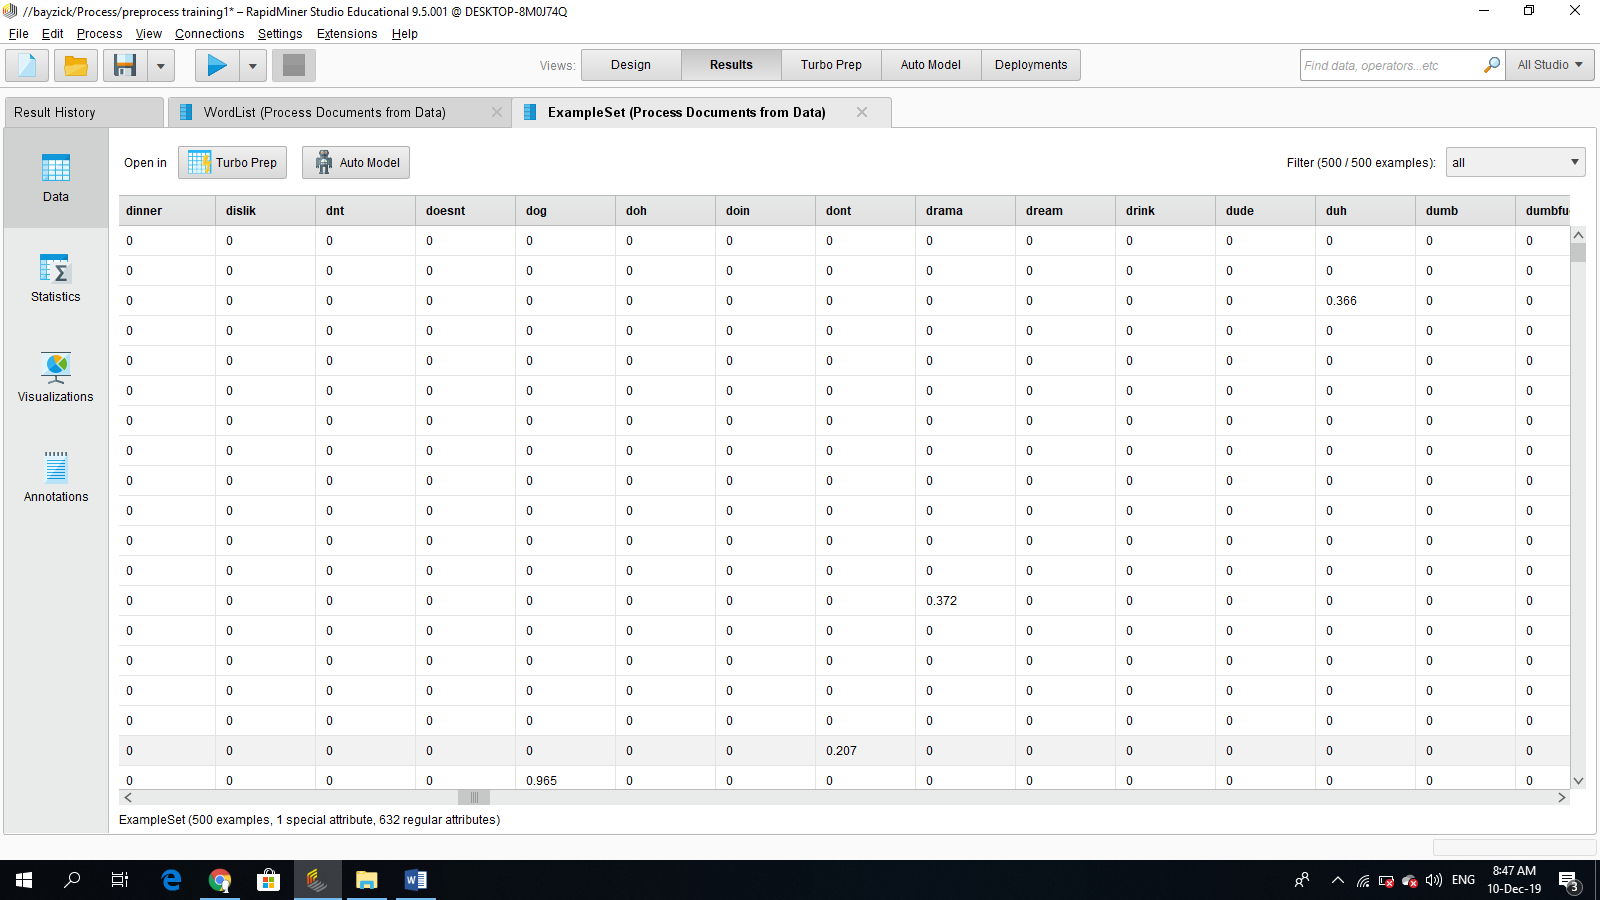 //bayzick/Process/preprocess training1* – RapidMiner Studio Educational 9.5.001 @ DESKTOP-8M0J74Q
File Edit Process View Connections Settings Extensions Help
Views: Design Results Turbo Prep Auto Model Deployments Find data, operators...etc All Studio
Result History WordList (Process Documents from Data) ExampleSet (Process Documents from Data)
Open in Turbo Prep Auto Model Filter (500 / 500 examples): all
Data
Statistics
Visualizations
Annotations
dinner dislik dnt doesnt dog doh doin dont drama dream drink dude duh dumb dumbfu
0 0 0 0 0 0 0 0 0 0 0 0 0 0 0
0 0 0 0 0 0 0 0 0 0 0 0 0 0 0
0 0 0 0 0 0 0 0 0 0 0 0 0.366 0 0
0 0 0 0 0 0 0 0 0 0 0 0 0 0 0
0 0 0 0 0 0 0 0 0 0 0 0 0 0 0
0 0 0 0 0 0 0 0 0 0 0 0 0 0 0
0 0 0 0 0 0 0 0 0 0 0 0 0 0 0
0 0 0 0 0 0 0 0 0 0 0 0 0 0 0
0 0 0 0 0 0 0 0 0 0 0 0 0 0 0
0 0 0 0 0 0 0 0 0 0 0 0 0 0 0
0 0 0 0 0 0 0 0 0 0 0 0 0 0 0
0 0 0 0 0 0 0 0 0 0 0 0 0 0 0
0 0 0 0 0 0 0 0 0.372 0 0 0 0 0 0
0 0 0 0 0 0 0 0 0 0 0 0 0 0 0
0 0 0 0 0 0 0 0 0 0 0 0 0 0 0
0 0 0 0 0 0 0 0 0 0 0 0 0 0 0
0 0 0 0 0 0 0 0 0 0 0 0 0 0 0
0 0 0 0 0 0 0 0.207 0 0 0 0 0 0 0
0 0 0 0 0.965 0 0 0 0 0 0 0 0 0 0
ExampleSet (500 examples, 1 special attribute, 632 regular attributes)
ENG 8:47 AM
10-Dec-19 3